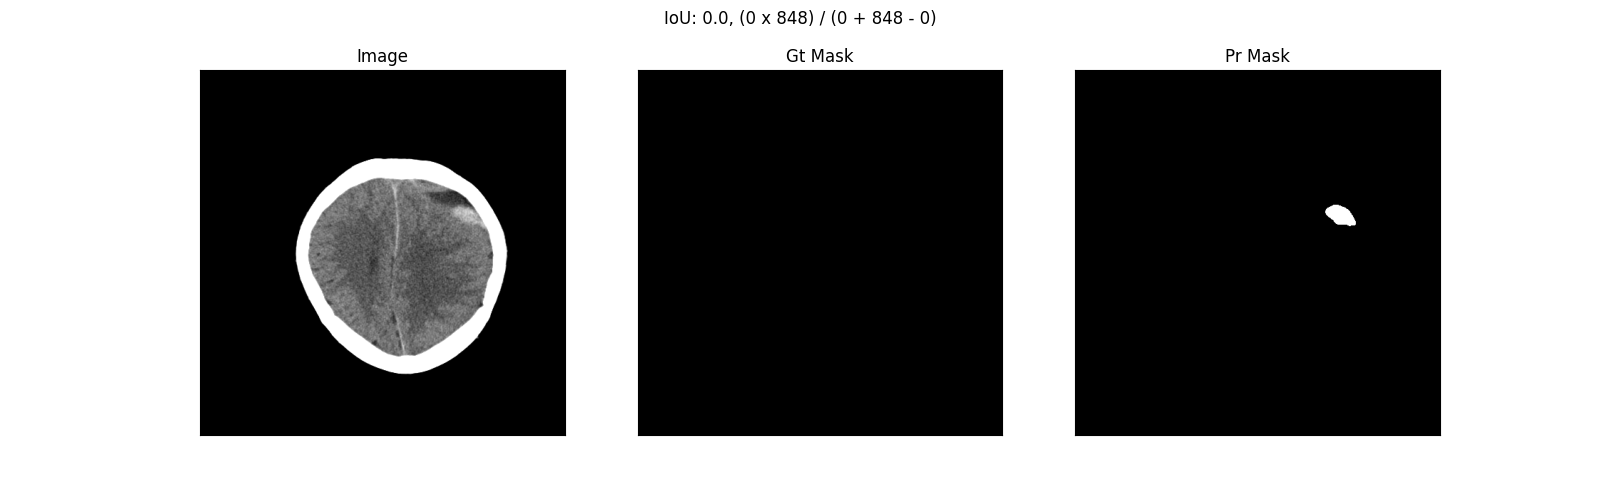 IoU: 0.0, (0 x 848) / (0 + 848 - 0)
Image
Gt Mask
Pr Mask